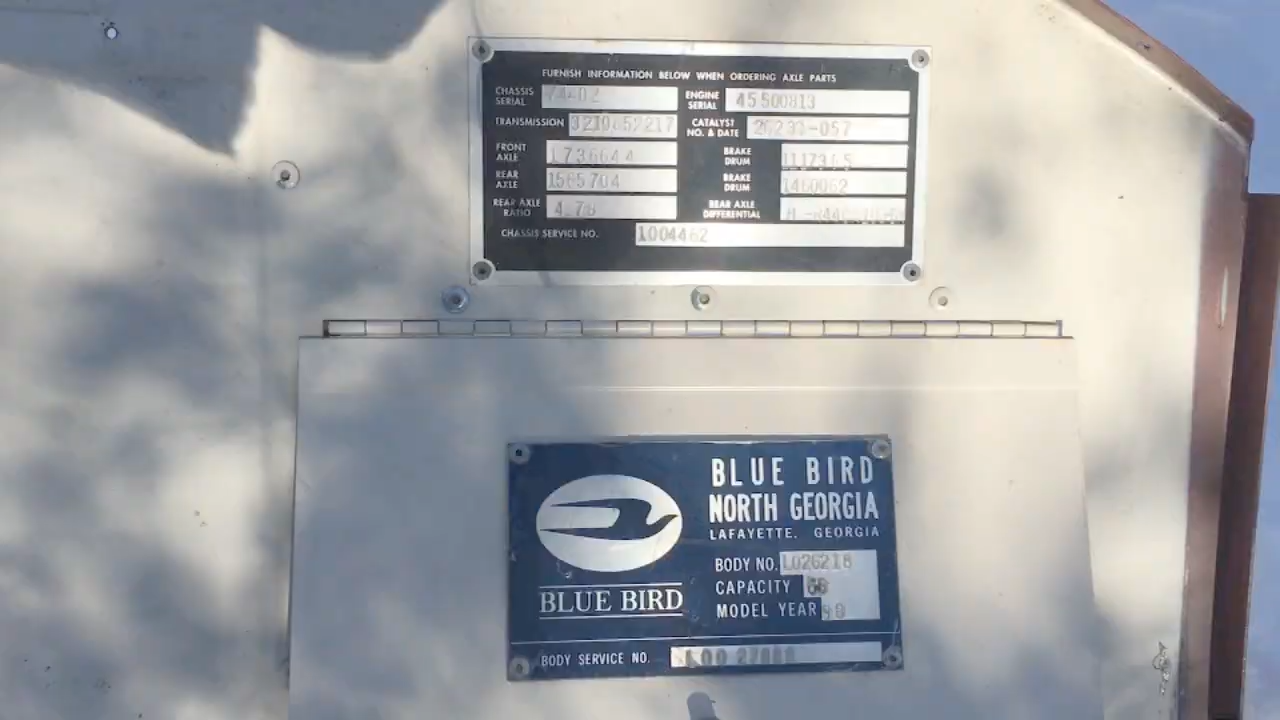 FURNISH INFORMATION BELOW WHEN ORDERING AXLE PARTS
CHASSIS SERIAL
ENGINE SERIAL 45500813
TRANSMISSION
CATALYST NO. & DATE
FRONT AXLE 1736644
BRAKE DRUM
REAR AXLE 1565704
BRAKE DRUM 1460062
REAR AXLE RATIO 4.78
REAR AXLE DIFFERENTIAL
CHASSIS SERVICE NO. 1004462
BLUE BIRD
NORTH GEORGIA
LAFAYETTE, GEORGIA
BODY NO. L026218
CAPACITY
MODEL YEAR
BLUE BIRD
BODY SERVICE NO.